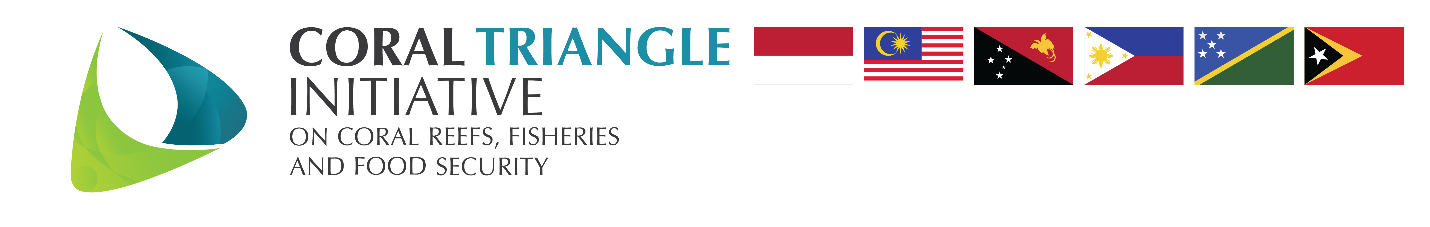 CORAL TRIANGLE
INITIATIVE
ON CORAL REEFS, FISHERIES
AND FOOD SECURITY